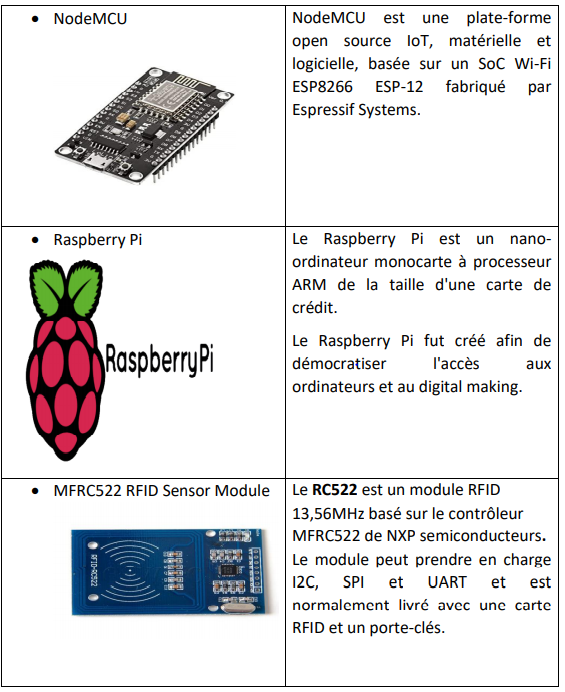 • NodeMCU
NodeMCU est une plate-forme
open source IoT, matérielle et
logicielle, basée sur un SoC Wi-Fi
ESP8266 ESP-12 fabriqué par
Espressif Systems.
• Raspberry Pi
RaspberryPi
Le Raspberry Pi est un nano-
ordinateur monocarte à processeur
ARM de la taille d'une carte de
crédit.
Le Raspberry Pi fut créé afin de
démocratiser l'accès aux
ordinateurs et au digital making.
• MFRC522 RFID Sensor Module
RFID-RC522
Le RC522 est un module RFID
13,56MHz basé sur le contrôleur
MFRC522 de NXP semiconducteurs.
Le module peut prendre en charge
I2C, SPI et UART et est
normalement livré avec une carte
RFID et un porte-clés.